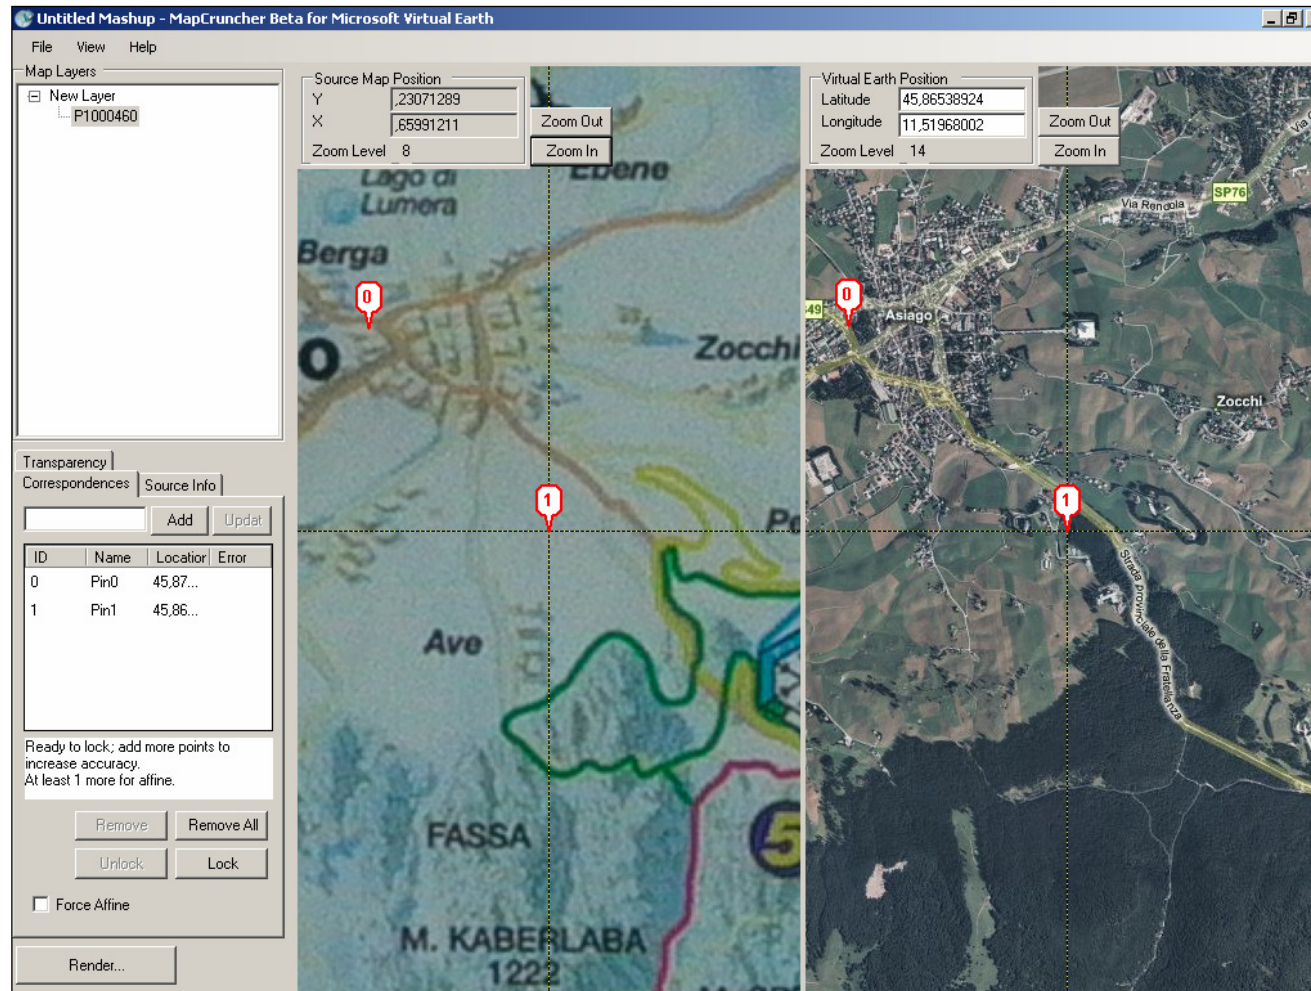 Untitled Mashup - MapCruncher Beta for Microsoft Virtual Earth
File View Help
Map Layers
New Layer
P1000460
Transparency
Correspondences Source Info
Add Updat
ID Name Location Error
0 Pin0 45,87...
1 Pin1 45,86...
Ready to lock; add more points to
increase accuracy.
At least 1 more for affine.
Remove Remove All
Unlock Lock
Force Affine
Render...
Source Map Position
Y ,23071289
X ,65991211
Zoom Level 8
Zoom Out
Zoom In
Ebene
Lago di
Lumera
Berga
0
O
Zocchi
1
Po
Ave
FASSA
5
M. KABERLABA
1222
Virtual Earth Position
Latitude 45,86538924
Longitude 11,51968002
Zoom Level 14
Zoom Out
Zoom In
SP76
Via Rendola
0
49
Asiago
Zocchi
1
Strada provinciale della Fratellanza